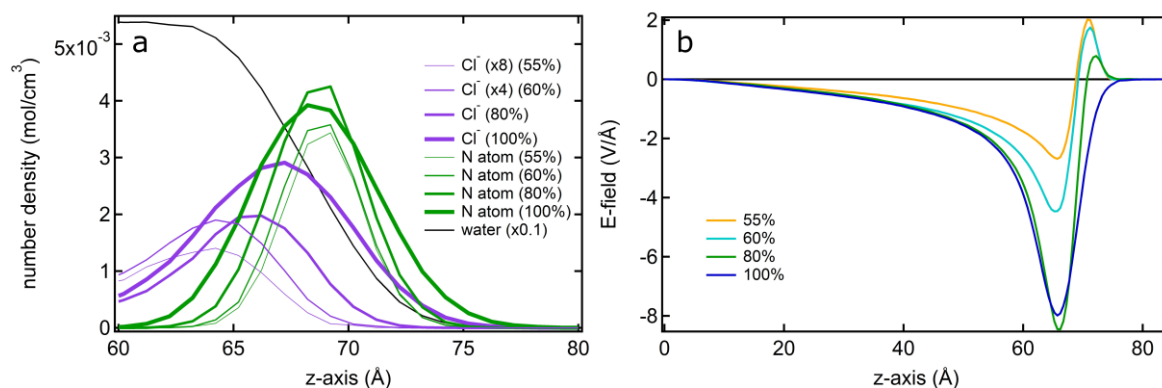 a
number density (mol/cm³)
5x10⁻³
4
3
2
1
0
Cl⁻ (x8) (55%)
Cl⁻ (x4) (60%)
Cl⁻ (80%)
Cl⁻ (100%)
N atom (55%)
N atom (60%)
N atom (80%)
N atom (100%)
water (x0.1)
60 65 70 75 80
z-axis (Å)
b
E-field (V/Å)
2
0
-2
-4
-6
-8
55%
60%
80%
100%
0 20 40 60 80
z-axis (Å)